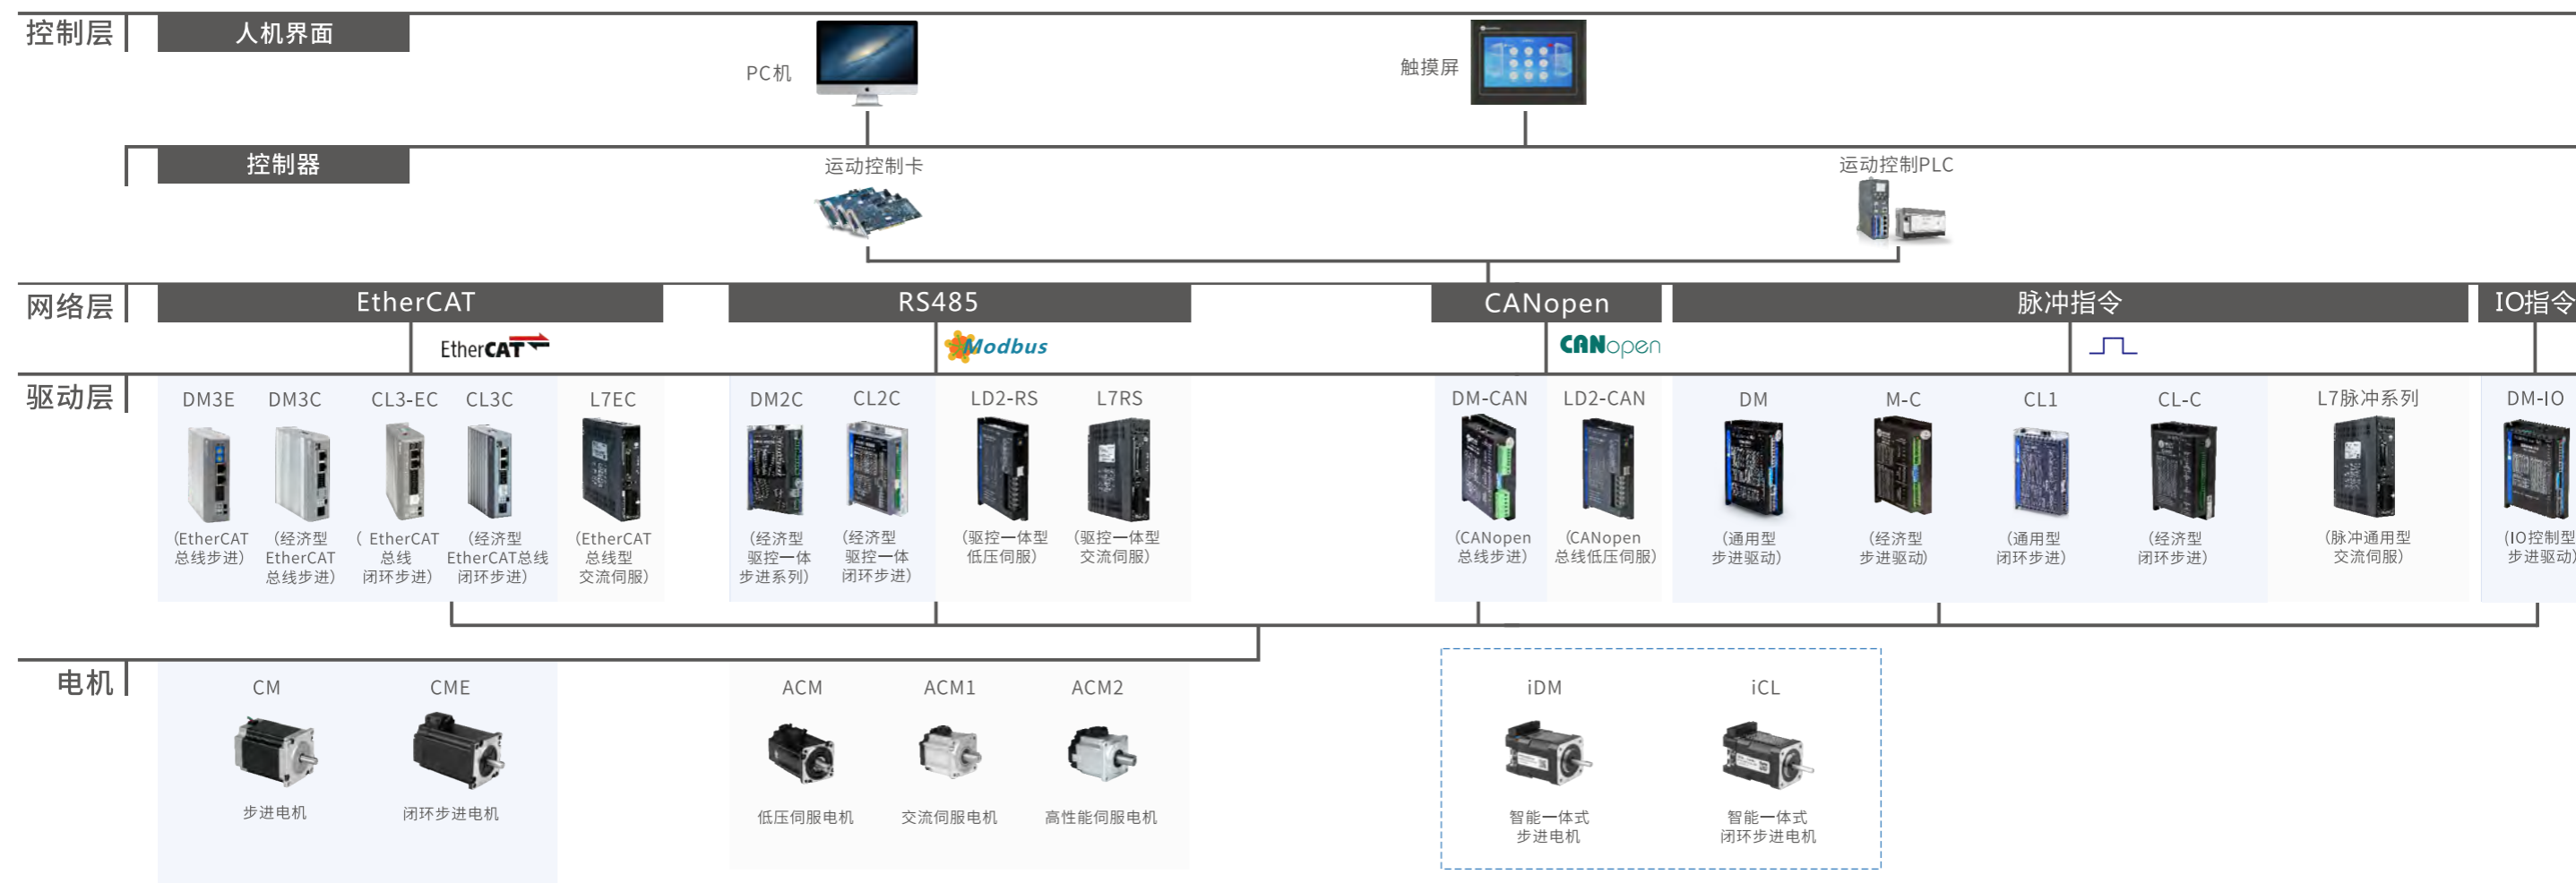 控制层
人机界面
PC机
触摸屏
控制器
运动控制卡
运动控制PLC
网络层
EtherCAT
RS485
CANopen
脉冲指令
IO指令
EtherCAT
Modbus
CANopen
驱动层
DM3E
DM3C
CL3-EC
CL3C
L7EC
DM2C
CL2C
LD2-RS
L7RS
DM-CAN
LD2-CAN
DM
M-C
CL1
CL-C
L7脉冲系列
DM-IO
（EtherCAT
总线步进）
（经济型
EtherCAT
总线步进）
（ EtherCAT
总线
闭环步进）
（经济型
EtherCAT总线
闭环步进）
（EtherCAT
总线型
交流伺服）
（经济型
驱控一体
步进系列）
（经济型
驱控一体
闭环步进）
（驱控一体型
低压伺服）
（驱控一体型
交流伺服）
（CANopen
总线步进）
（CANopen
总线低压伺服）
（通用型
步进驱动）
（经济型
步进驱动）
（通用型
闭环步进）
（经济型
闭环步进）
（脉冲通用型
交流伺服）
（IO控制型
步进驱动）
电机
CM
CME
ACM
ACM1
ACM2
iDM
iCL
步进电机
闭环步进电机
低压伺服电机
交流伺服电机
高性能伺服电机
智能一体式
步进电机
智能一体式
闭环步进电机